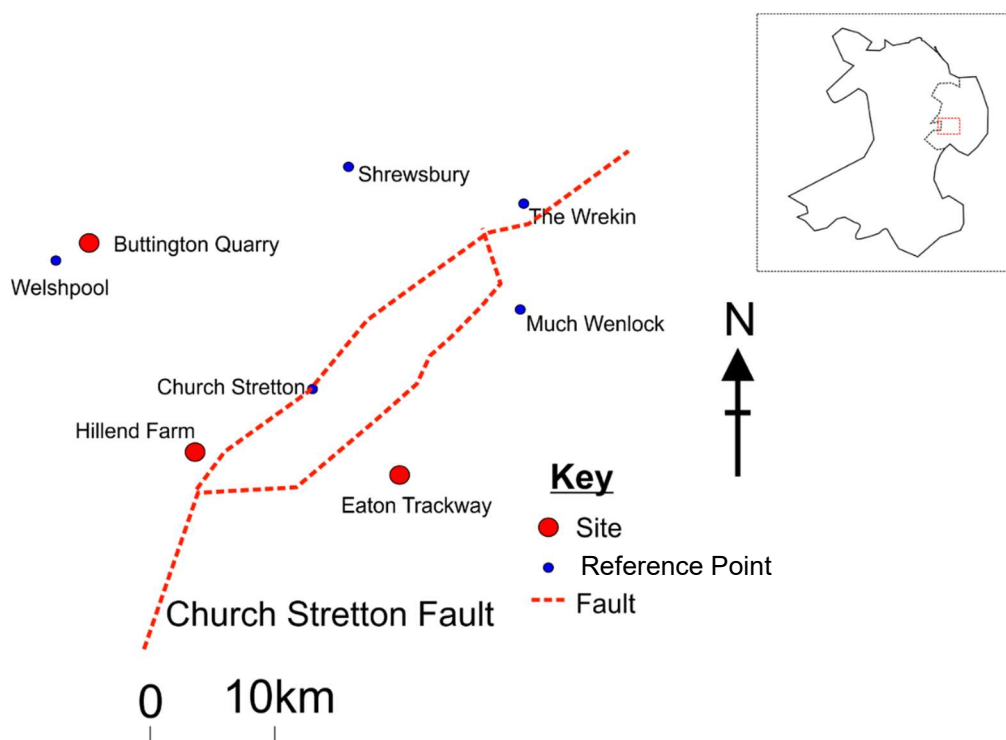 Shrewsbury
The Wrekin
Buttington Quarry
Welshpool
Much Wenlock
N
Church Stretton
Hillend Farm
Eaton Trackway
Key
Site
Reference Point
Fault
Church Stretton Fault
0 10km